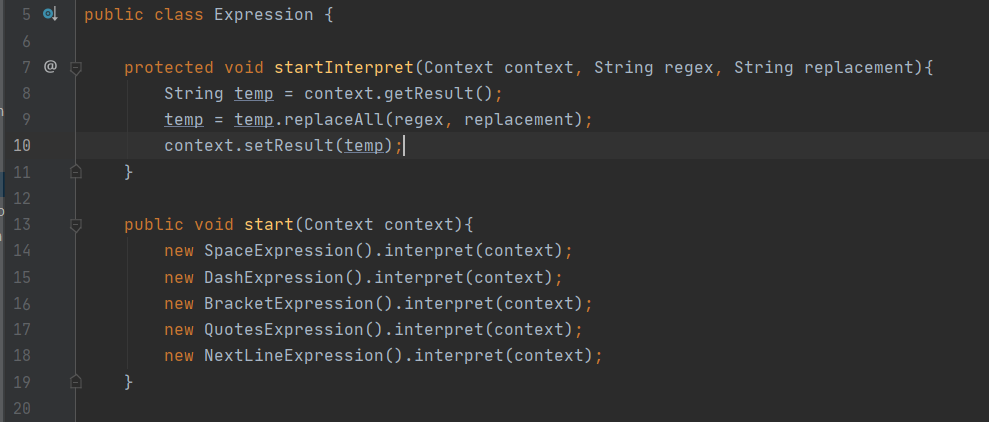 5 public class Expression {
6
7 @ protected void startInterpret(Context context, String regex, String replacement){
8 String temp = context.getResult();
9 temp = temp.replaceAll(regex, replacement);
10 context.setResult(temp);
11 }
12
13 public void start(Context context){
14 new SpaceExpression().interpret(context);
15 new DashExpression().interpret(context);
16 new BracketExpression().interpret(context);
17 new QuotesExpression().interpret(context);
18 new NextLineExpression().interpret(context);
19 }
20